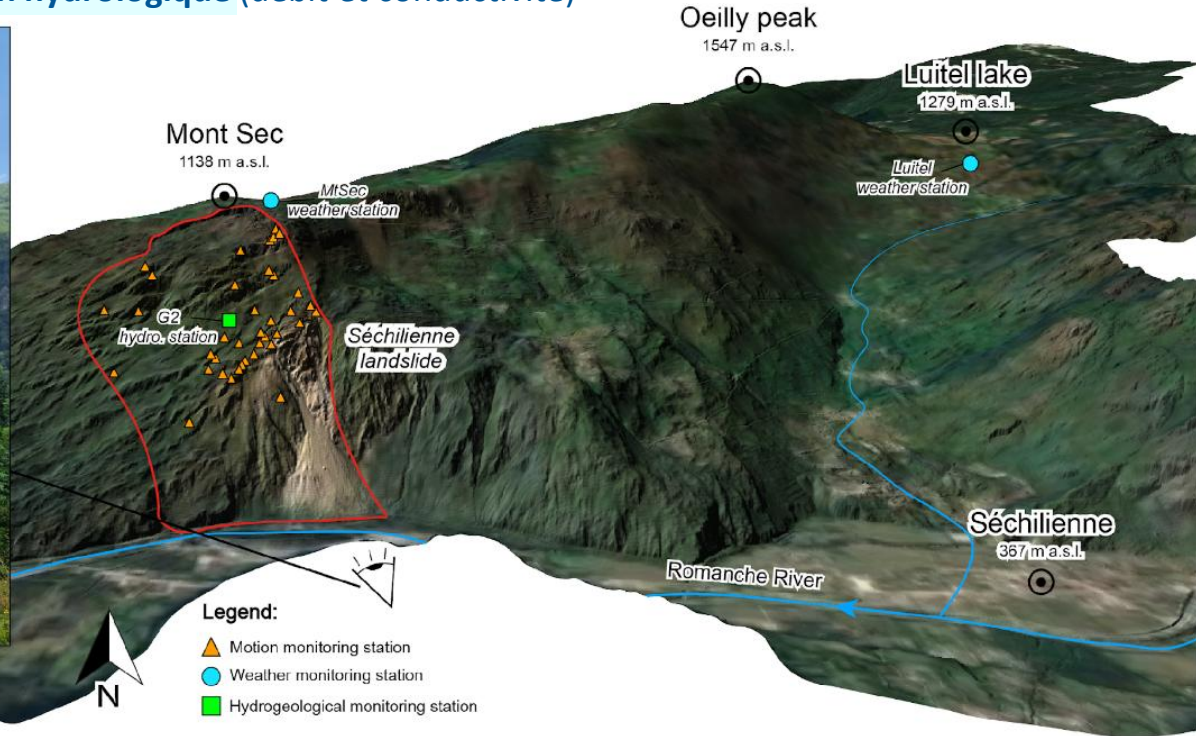 hydrologique (débit et conductivité)
Oeilly peak
1547 m a.s.l.
Luitel lake
1279 m a.s.l.
Mont Sec
1138 m a.s.l.
Luitel
weather station
MtSec
weather station
G2
hydro. station
Séchilienne
landslide
Séchilienne
367 m a.s.l.
Romanche River
Legend:
Motion monitoring station
Weather monitoring station
Hydrogeological monitoring station
N